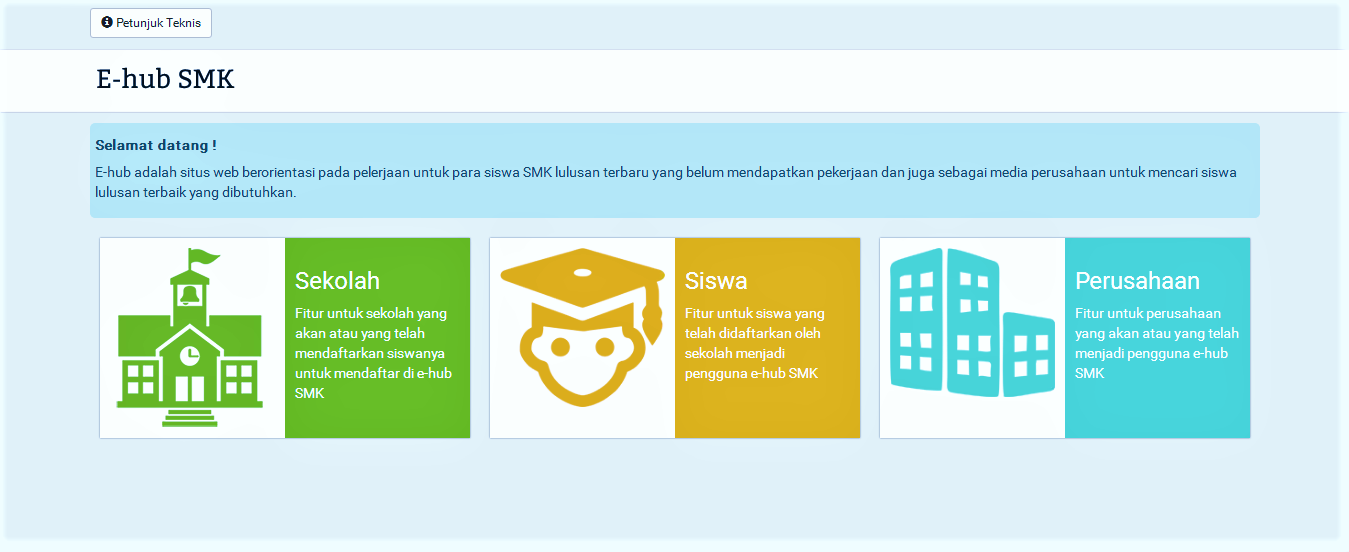 Petunjuk Teknis
E-hub SMK
Selamat datang !
E-hub adalah situs web berorientasi pada pelerjaan untuk para siswa SMK lulusan terbaru yang belum mendapatkan pekerjaan dan juga sebagai media perusahaan untuk mencari siswa
lulusan terbaik yang dibutuhkan.
Sekolah
Fitur untuk sekolah yang
akan atau yang telah
mendaftarkan siswanya
untuk mendaftar di e-hub
SMK
Siswa
Fitur untuk siswa yang
telah didaftarkan oleh
sekolah menjadi
pengguna e-hub SMK
Perusahaan
Fitur untuk perusahaan
yang akan atau yang telah
menjadi pengguna e-hub
SMK